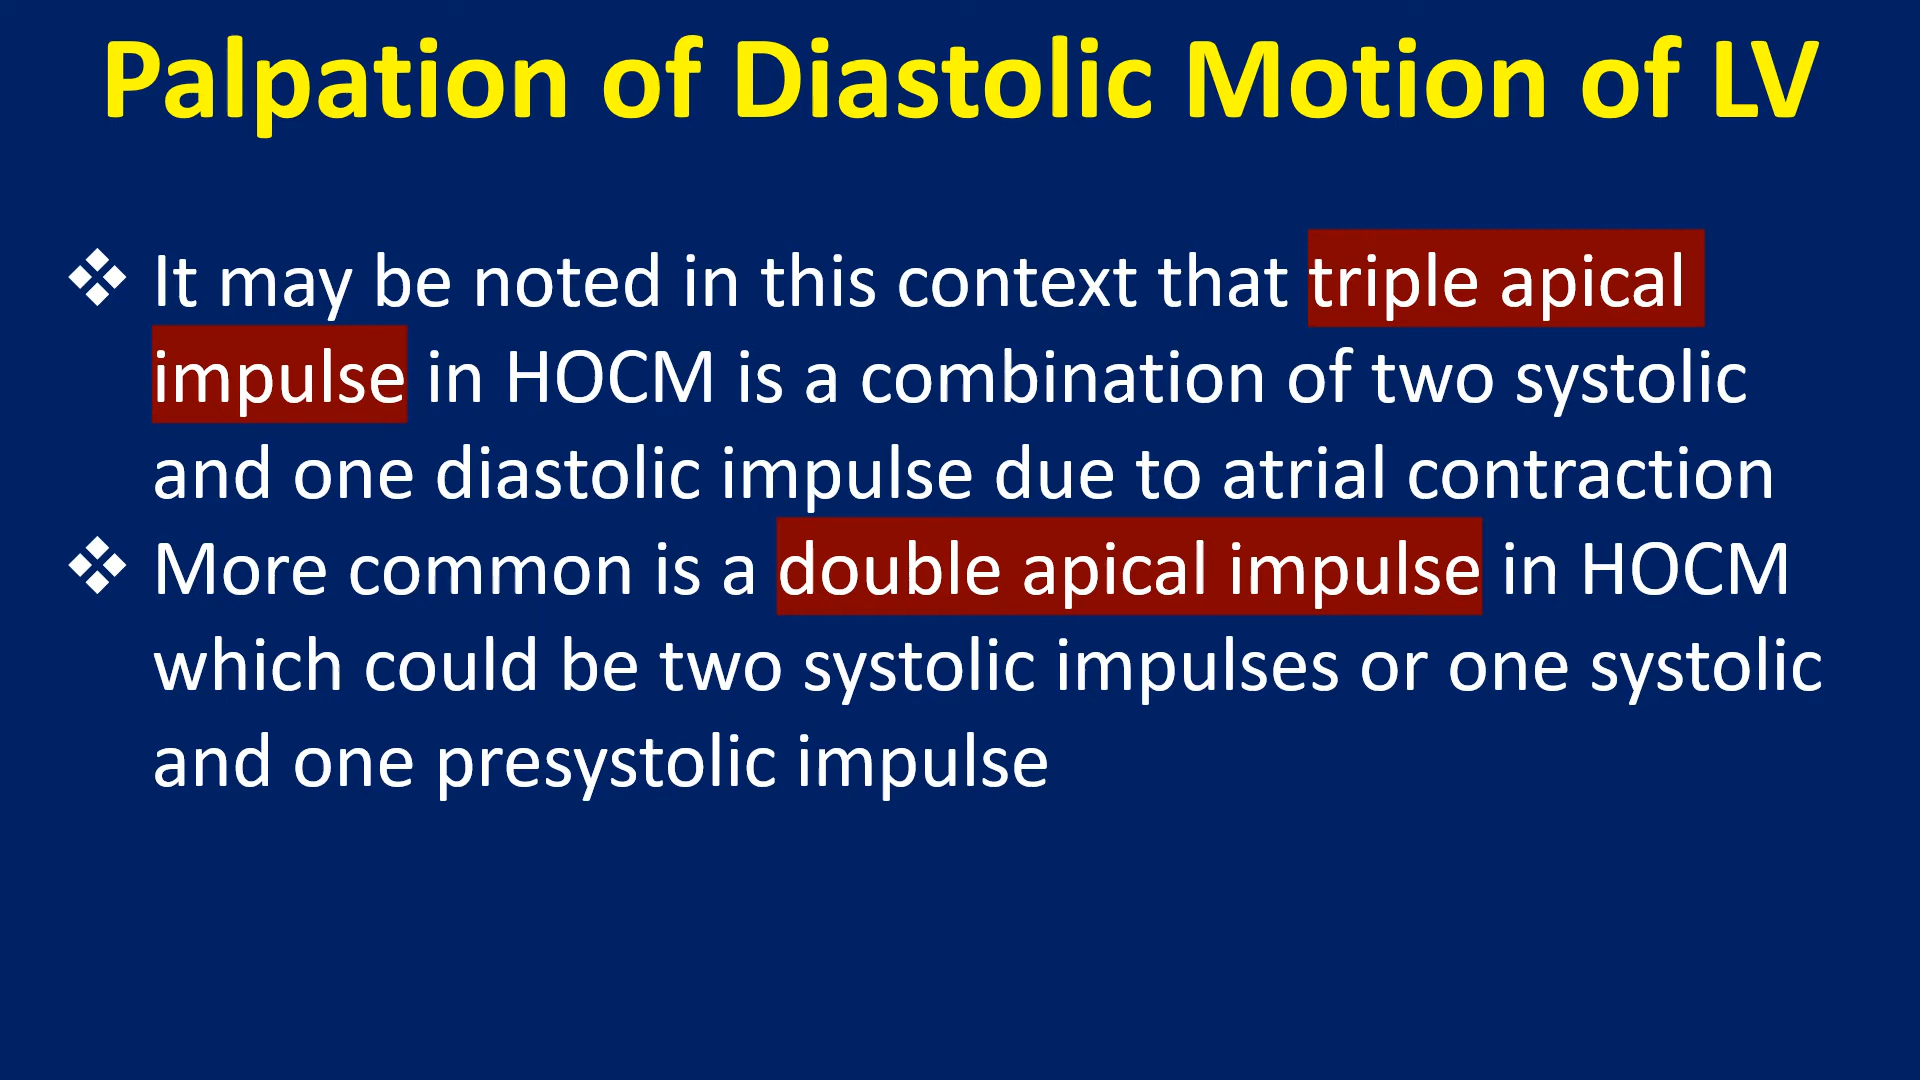 Palpation of Diastolic Motion of LV
❖ It may be noted in this context that triple apical
impulse in HOCM is a combination of two systolic
and one diastolic impulse due to atrial contraction
❖ More common is a double apical impulse in HOCM
which could be two systolic impulses or one systolic
and one presystolic impulse